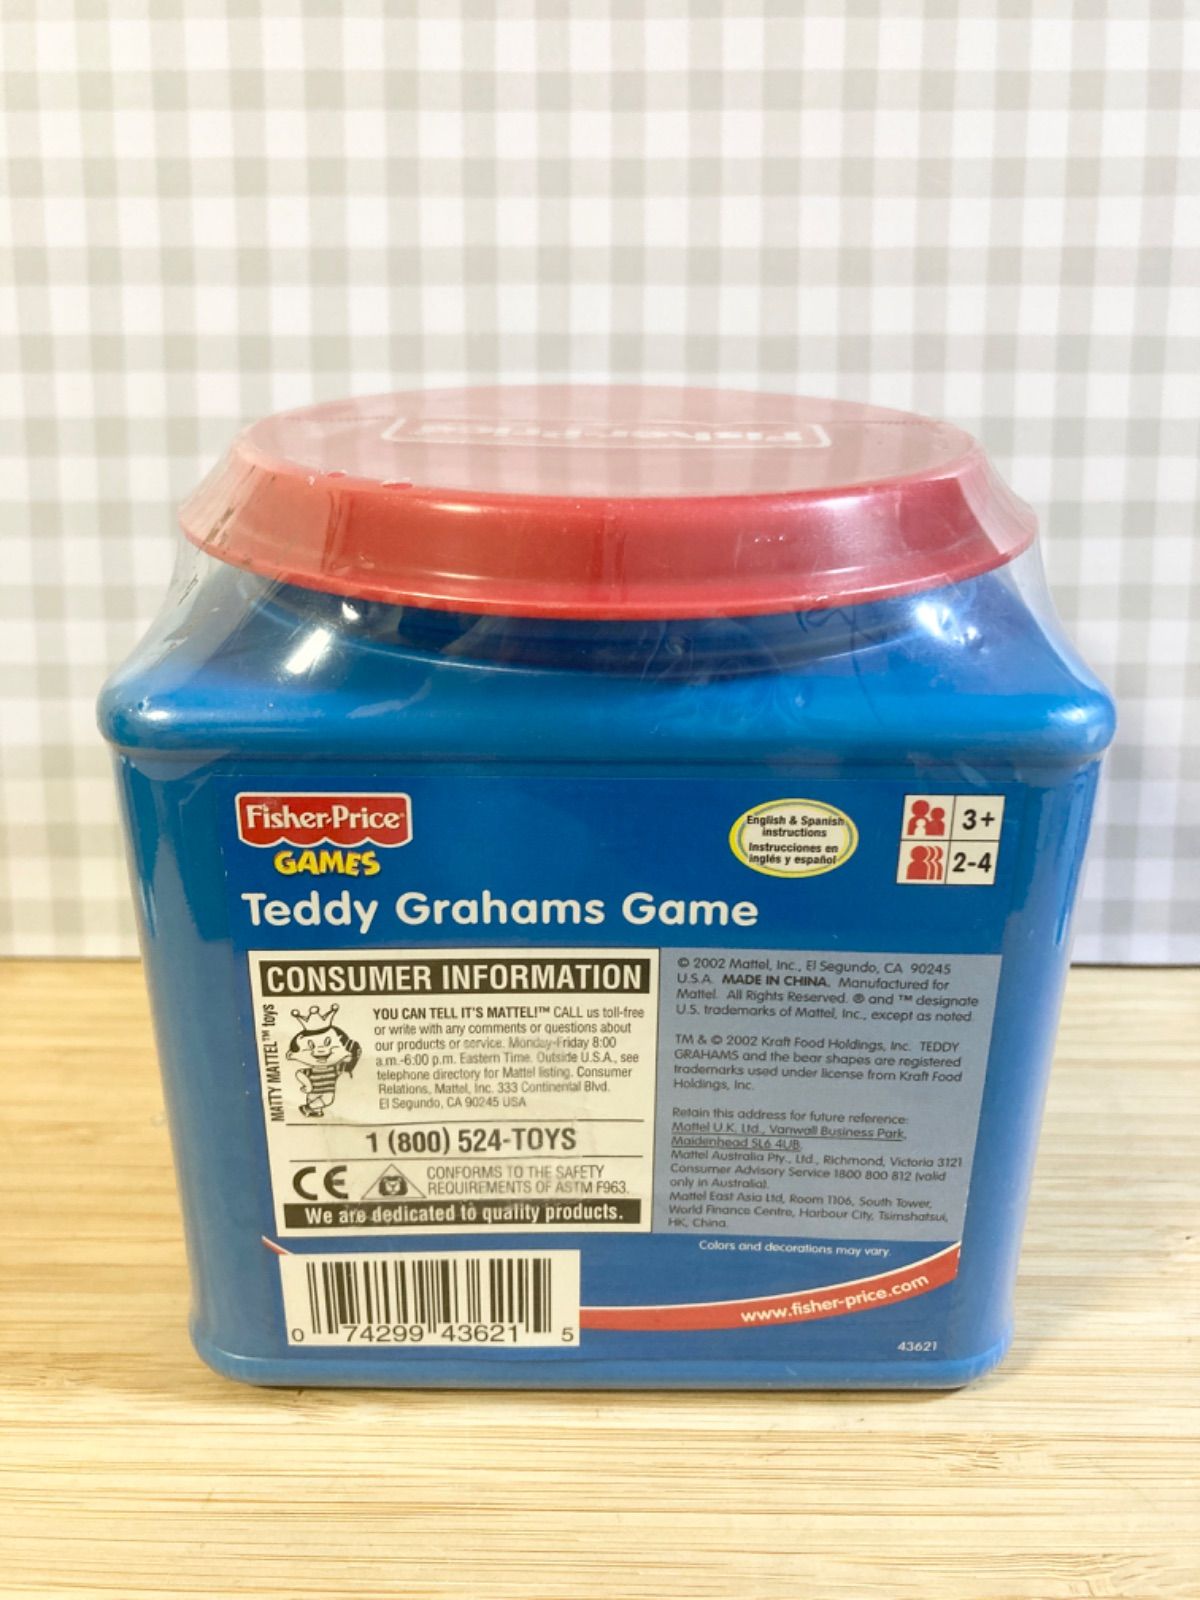 Fisher-Price
Fisher-Price®
GAMES
English & Spanish
instructions
Instrucciones en
inglés y español
3+
2-4
Teddy Grahams Game
CONSUMER INFORMATION
MATTY MATTEL™ toys
YOU CAN TELL IT'S MATTEL!™ CALL us toll-free
or write with any comments or questions about
our products or service. Monday-Friday 8:00
a.m.-6:00 p.m. Eastern Time. Outside U.S.A., see
telephone directory for Mattel listing. Consumer
Relations, Mattel, Inc. 333 Continental Blvd.
El Segundo, CA 90245 USA
1 (800) 524-TOYS
CE
CONFORMS TO THE SAFETY
REQUIREMENTS OF ASTM F963.
We are dedicated to quality products.
© 2002 Mattel, Inc., El Segundo, CA 90245
U.S.A. MADE IN CHINA. Manufactured for
Mattel. All Rights Reserved. ® and ™ designate
U.S. trademarks of Mattel, Inc., except as noted.
TM & © 2002 Kraft Food Holdings, Inc. TEDDY
GRAHAMS and the bear shapes are registered
trademarks used under license from Kraft Food
Holdings, Inc.
Retain this address for future reference:
Mattel U.K. Ltd., Vanwall Business Park,
Maidenhead SL6 4UB.
Mattel Australia Pty., Ltd., Richmond, Victoria 3121
Consumer Advisory Service 1800 800 812 (valid
only in Australia).
Mattel East Asia Ltd, Room 1106, South Tower,
World Finance Centre, Harbour City, Tsimshatsui,
HK, China.
Colors and decorations may vary.
www.fisher-price.com
0 74299 43621 5
43621